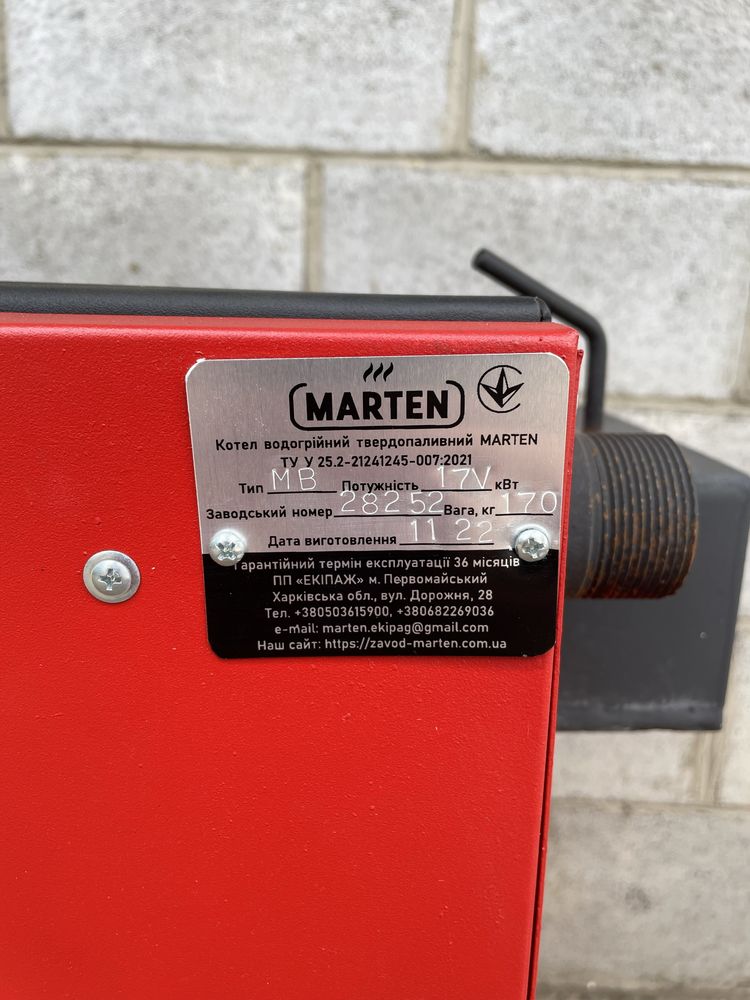 MARTEN
Котел водогрійний твердопаливний MARTEN
ТУ У 25.2-21241245-007:2021
Тип МВ Потужність 17V кВт
Заводський номер 28252 Вага, кг 170
Дата виготовлення 11 22
Гарантійний термін експлуатації 36 місяців
ПП «ЕКІПАЖ» м. Первомайський
Харківська обл., вул. Дорожня, 28
Тел. +380503615900, +380682269036
e-mail: marten.ekipag@gmail.com
Наш сайт: https://zavod-marten.com.ua